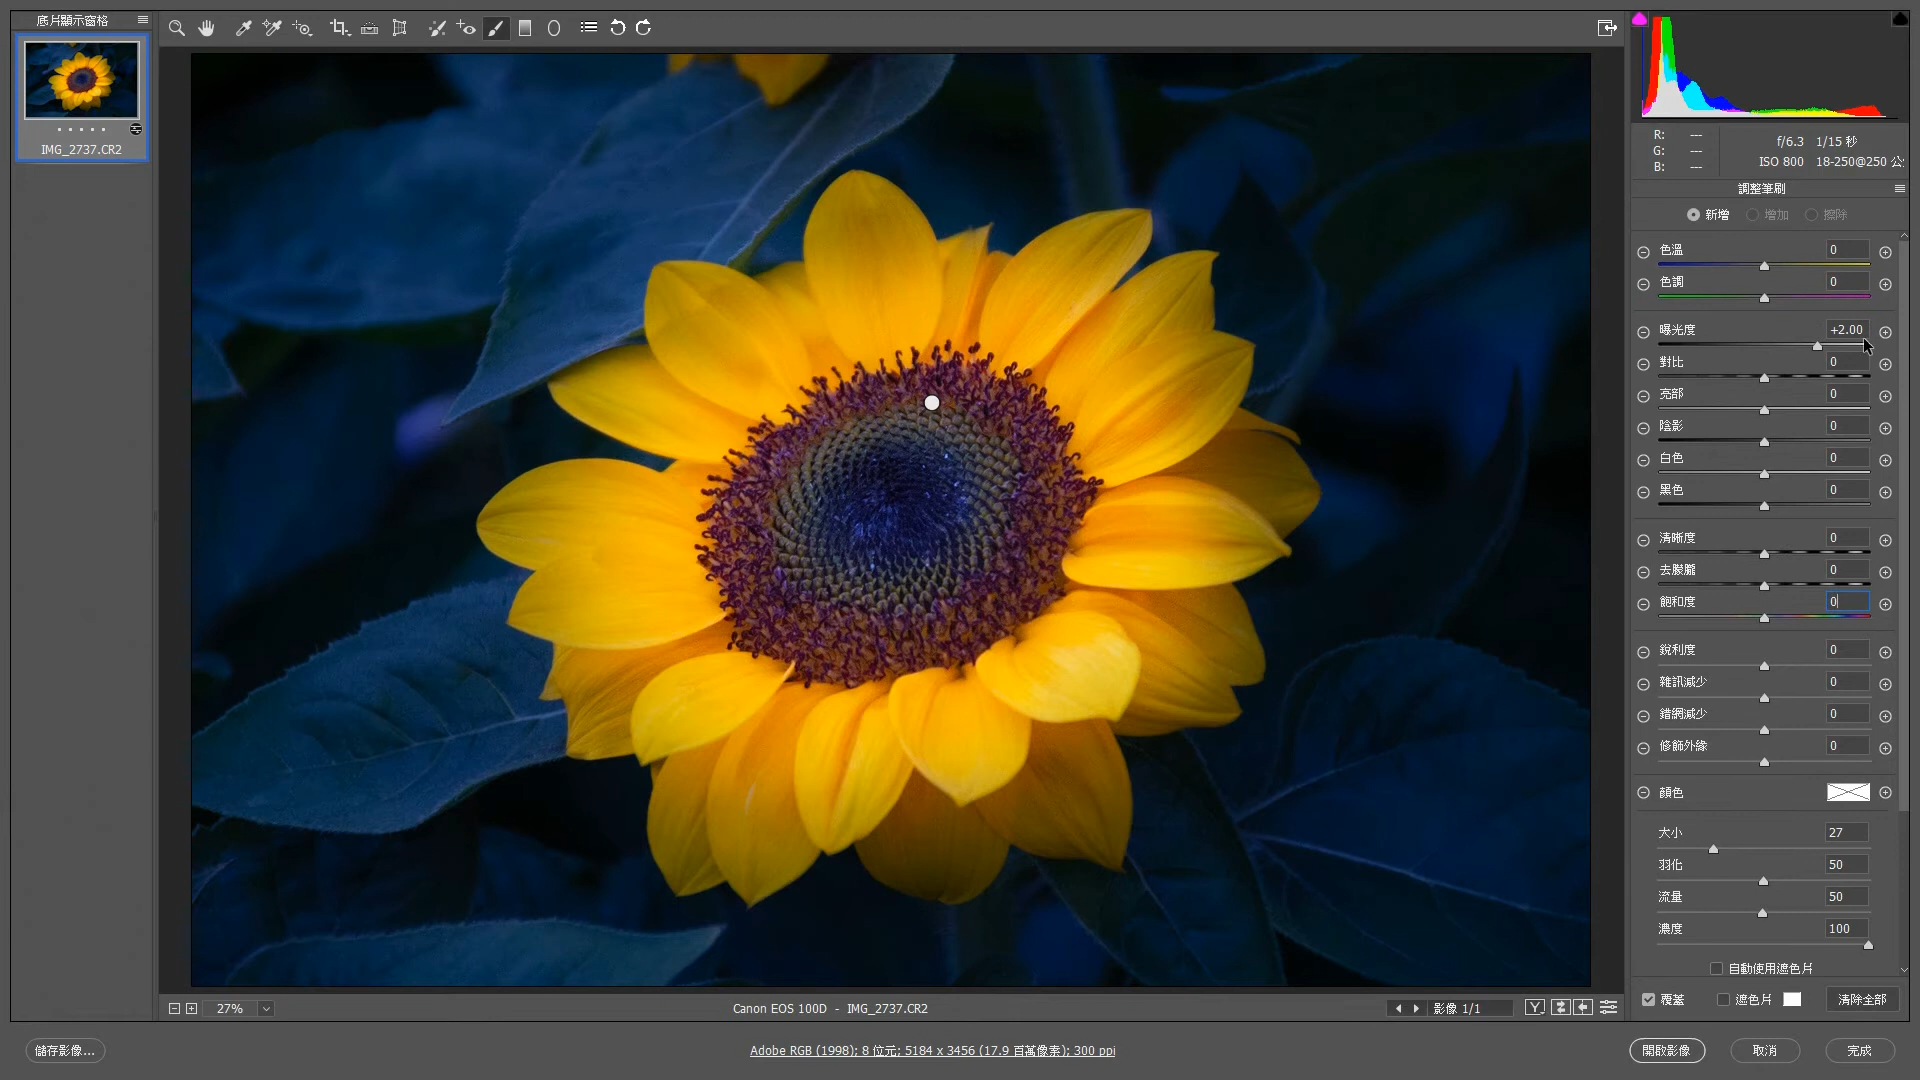 底片顯示窗格
IMG_2737.CR2
R: ---
G: ---
B: ---
f/6.3 1/15 秒
ISO 800 18-250@250 公
調整筆刷
新增 增加 擦除
色溫 0
色調 0
曝光度 +2.00
對比 0
亮部 0
陰影 0
白色 0
黑色 0
清晰度 0
去朦朧 0
飽和度 0
銳利度 0
雜訊減少 0
錯網減少 0
修飾外緣 0
顏色
大小 27
羽化 50
流量 50
濃度 100
自動使用遮色片
覆蓋 遮色片 清除全部
27%
Canon EOS 100D - IMG_2737.CR2
影像 1/1
Y
儲存影像...
Adobe RGB (1998); 8 位元; 5184 x 3456 (17.9 百萬像素); 300 ppi
開啟影像 取消 完成